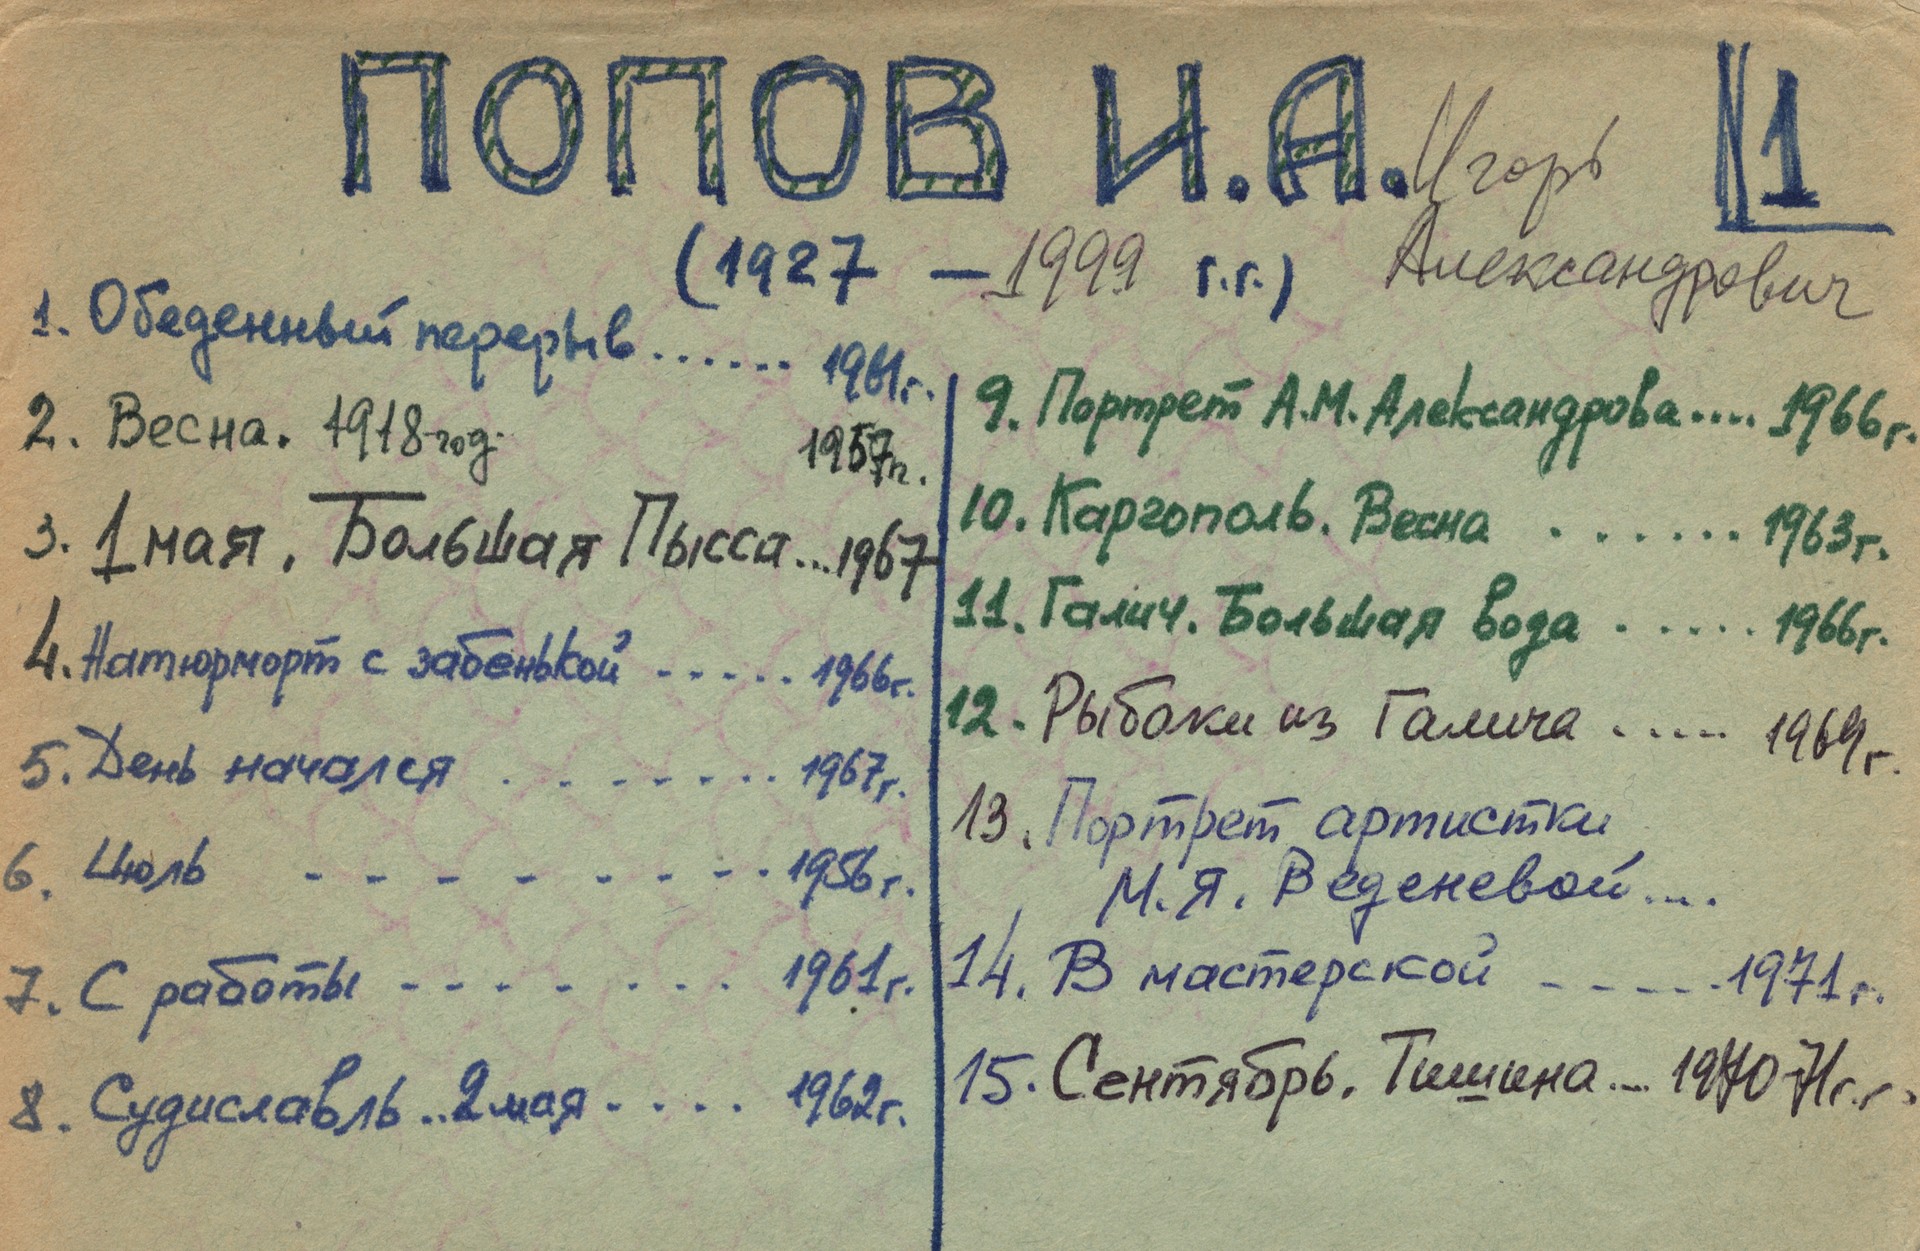 ПОПОВ И.А. Игорь Александрович
№1
(1927 — 1999 г.г.)
1. Обеденный перерыв...... 1961г.
2. Весна. 1918 год. 1957г.
3. 1 мая. Большая Пысса...1967
4. Натюрморт с забенькой ----.. 1966г.
5. День начался . . - - - - . . 1967г.
6. Июль - - - - - - - - . 1956г.
7. С работы - - - - - . . . 1961г.
8. Судиславль..2 мая . . . . 1962г.
9. Портрет А.М. Александрова.... 1966г.
10. Каргополь. Весна . . . . . . . 1963г.
11. Галич. Большая вода . . . . . 1966г.
12. Рыбаки из Галича ..... 1969г.
13. Портрет артистки
М.Я. Веденевой....
14. В мастерской -----.1971г.
15. Сентябрь. Тишина... 1970-71г.г.